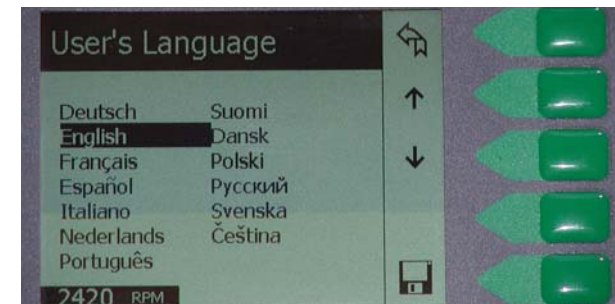 User's Language
Deutsch
English
Français
Español
Italiano
Nederlands
Português
Suomi
Dansk
Polski
Русский
Svenska
Čeština
2420 RPM